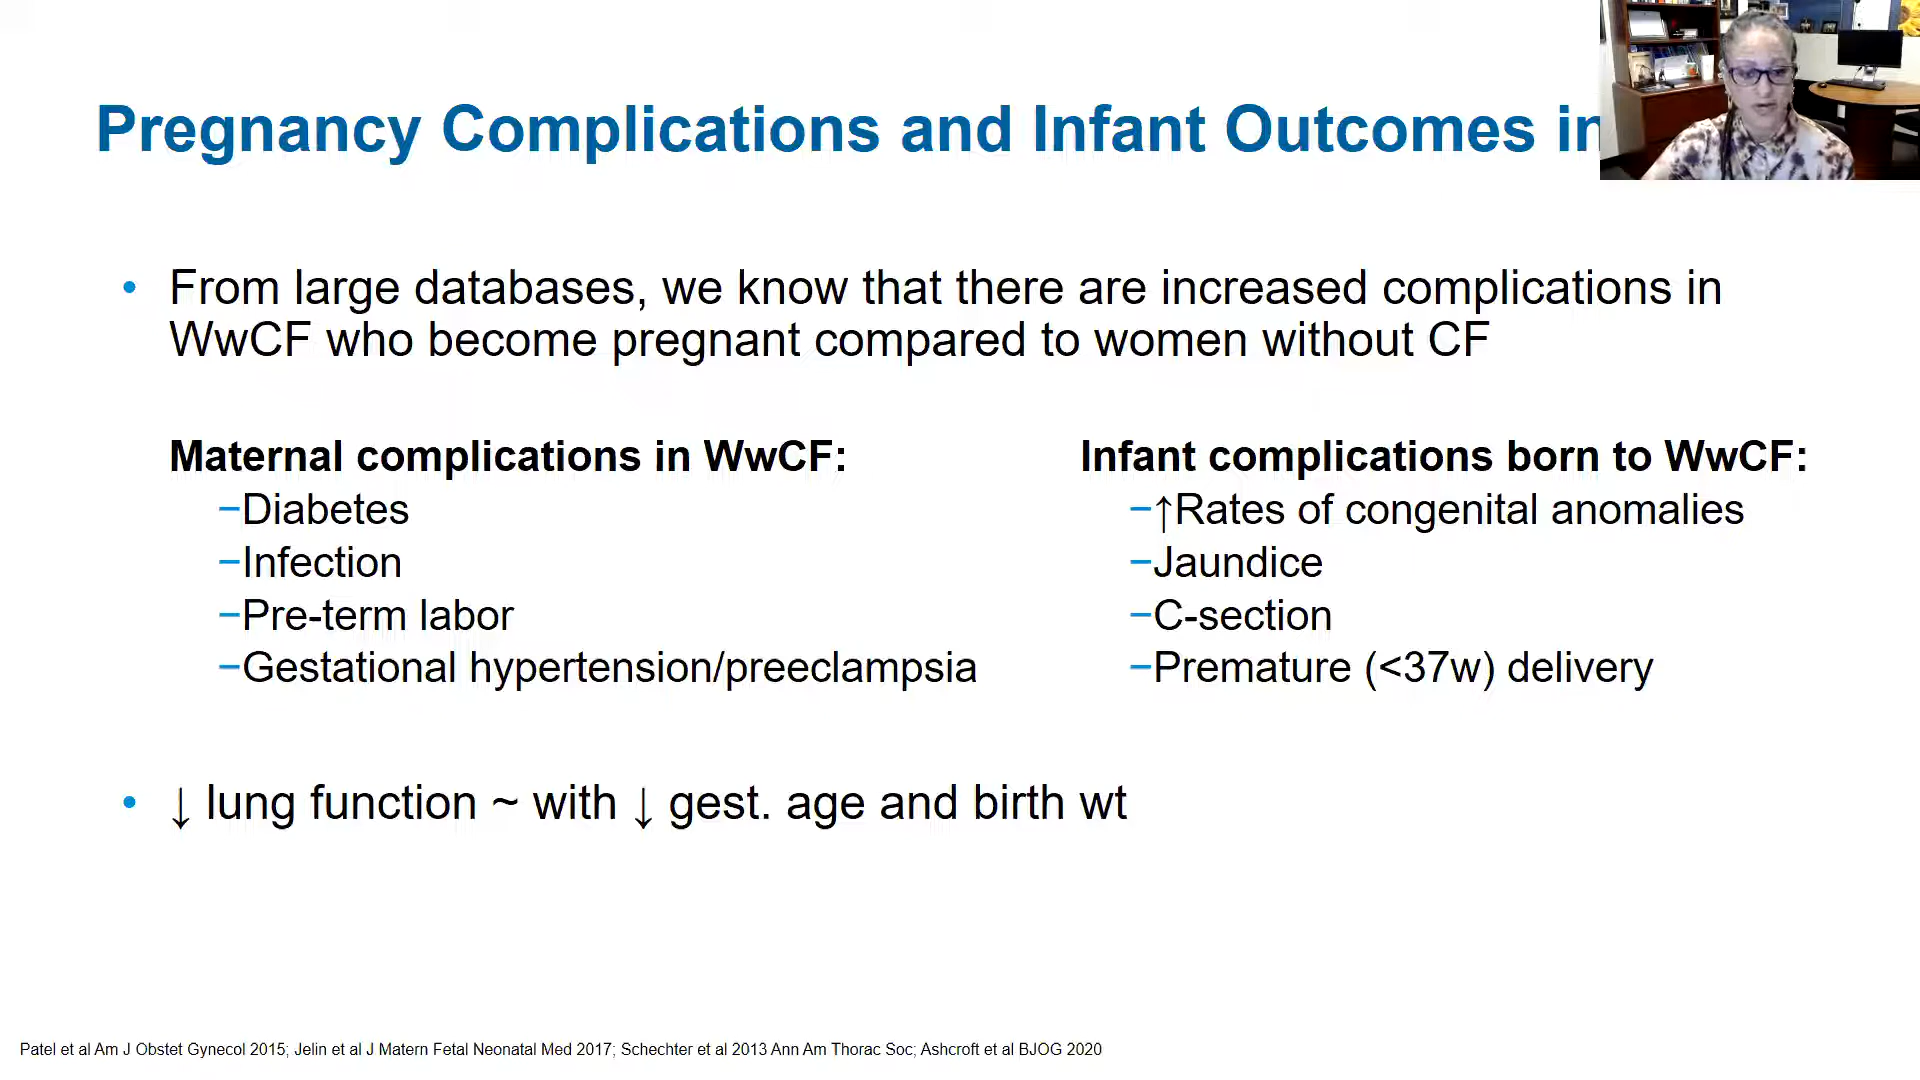 Pregnancy Complications and Infant Outcomes in
• From large databases, we know that there are increased complications in
WwCF who become pregnant compared to women without CF
Maternal complications in WwCF:
−Diabetes
−Infection
−Pre-term labor
−Gestational hypertension/preeclampsia
Infant complications born to WwCF:
−↑Rates of congenital anomalies
−Jaundice
−C-section
−Premature (<37w) delivery
• ↓ lung function ~ with ↓ gest. age and birth wt
Patel et al Am J Obstet Gynecol 2015; Jelin et al J Matern Fetal Neonatal Med 2017; Schechter et al 2013 Ann Am Thorac Soc; Ashcroft et al BJOG 2020